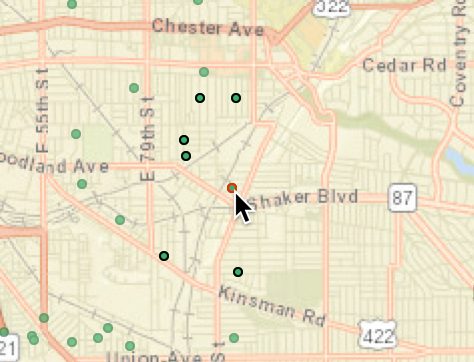 322
Chester Ave
Cedar Rd
Coventry Rd
E 55th St
E 79th St
oodland Ave
Shaker Blvd
87
Kinsman Rd
422
21
Union Ave
St